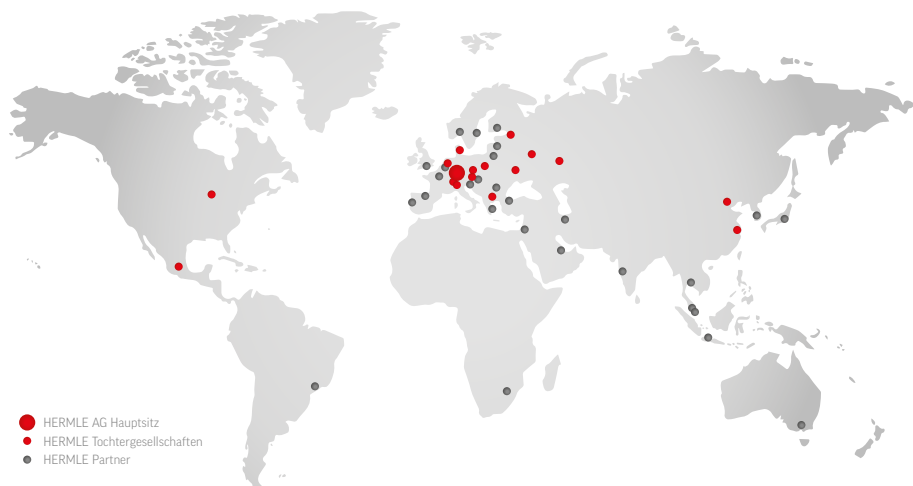 HERMLE AG Hauptsitz
HERMLE Tochtergesellschaften
HERMLE Partner